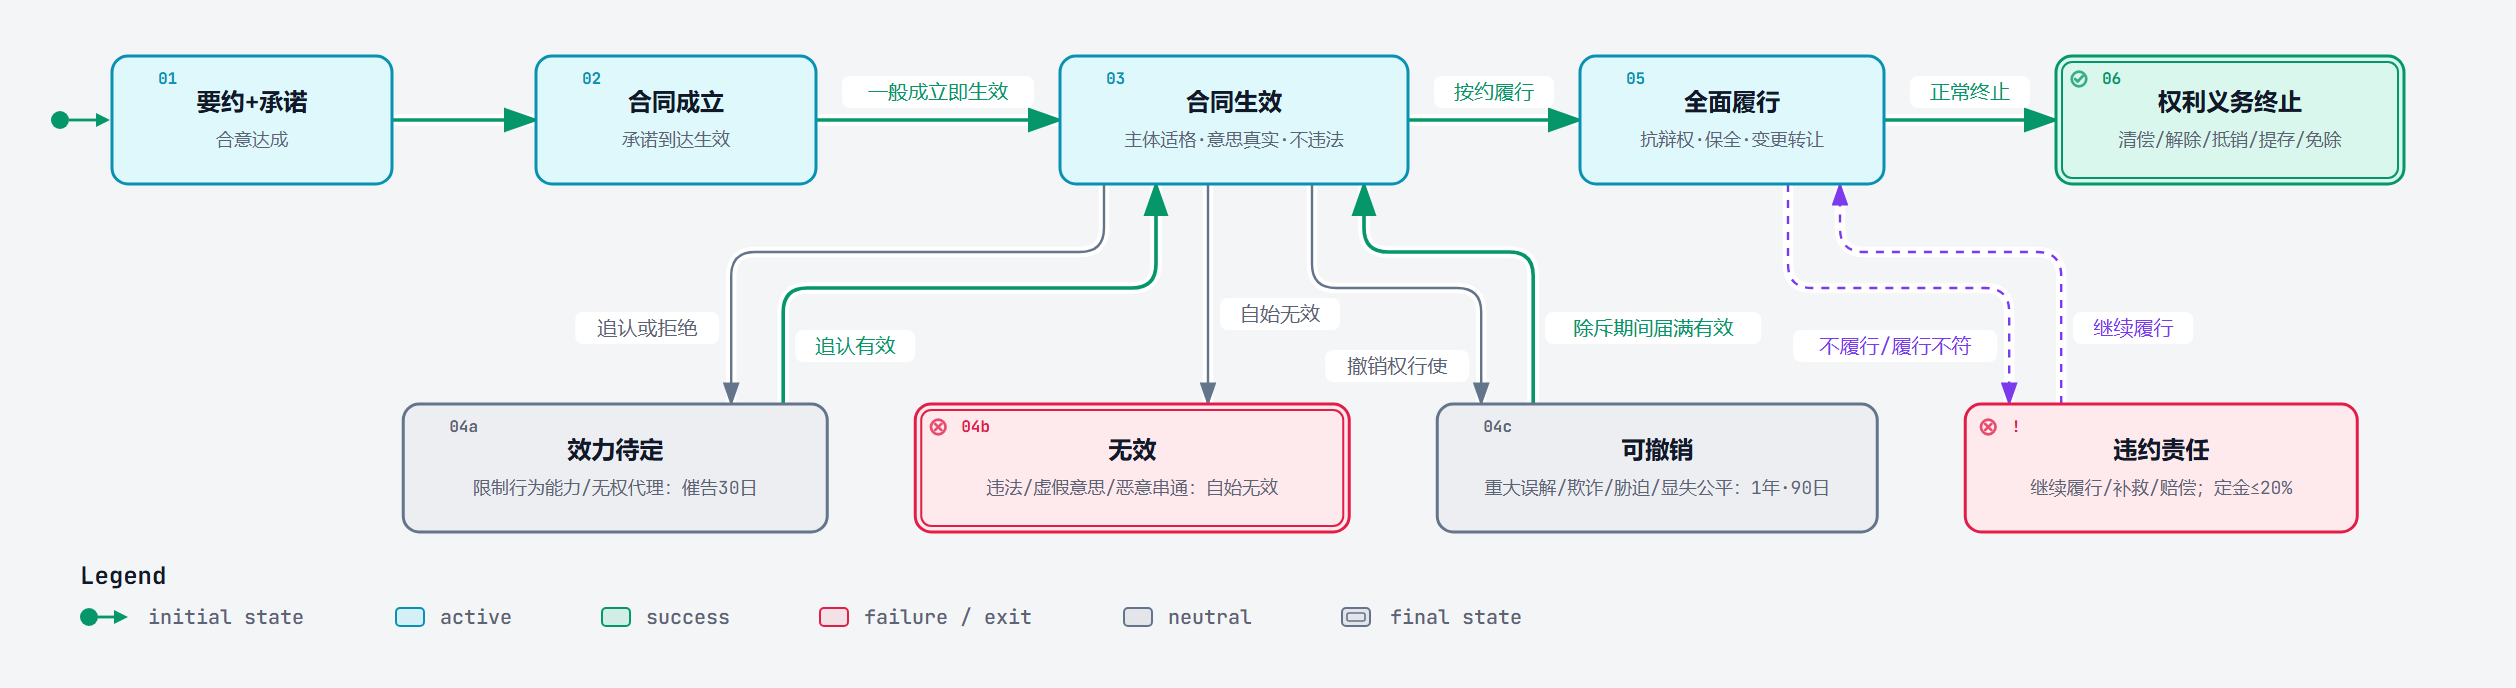 01
要约+承诺
合意达成
02
合同成立
承诺到达生效
一般成立即生效
03
合同生效
主体适格·意思真实·不违法
按约履行
05
全面履行
抗辩权·保全·变更转让
正常终止
06
权利义务终止
清偿/解除/抵销/提存/免除
追认或拒绝
追认有效
自始无效
撤销权行使
除斥期间届满有效
不履行/履行不符
继续履行
04a
效力待定
限制行为能力/无权代理：催告30日
04b
无效
违法/虚假意思/恶意串通：自始无效
04c
可撤销
重大误解/欺诈/胁迫/显失公平：1年·90日
!
违约责任
继续履行/补救/赔偿；定金≤20%
Legend
initial state
active
success
failure / exit
neutral
final state